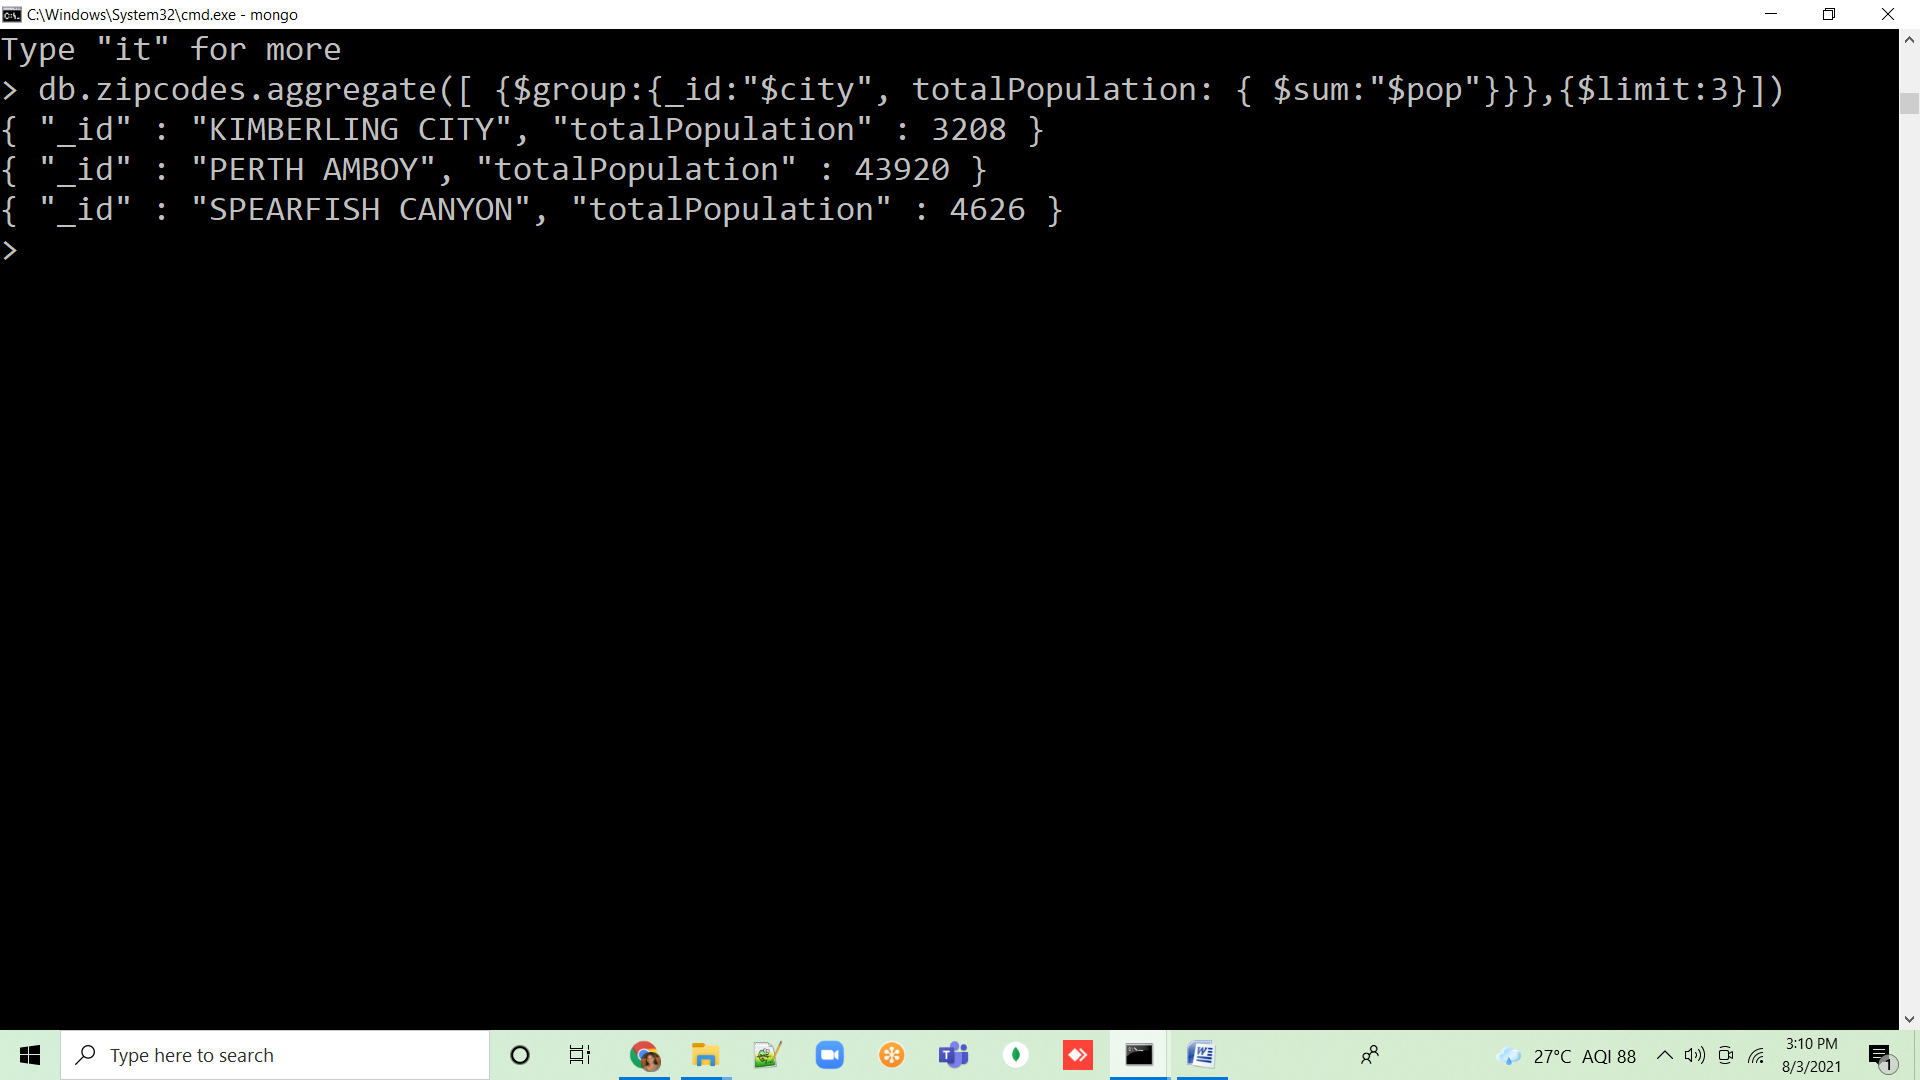 C:\Windows\System32\cmd.exe - mongo
Type "it" for more
> db.zipcodes.aggregate([ {$group:{_id:"$city", totalPopulation: { $sum:"$pop"}}},{$limit:3}])
{ "_id" : "KIMBERLING CITY", "totalPopulation" : 3208 }
{ "_id" : "PERTH AMBOY", "totalPopulation" : 43920 }
{ "_id" : "SPEARFISH CANYON", "totalPopulation" : 4626 }
>
Type here to search
27°C AQI 88
3:10 PM
8/3/2021
1